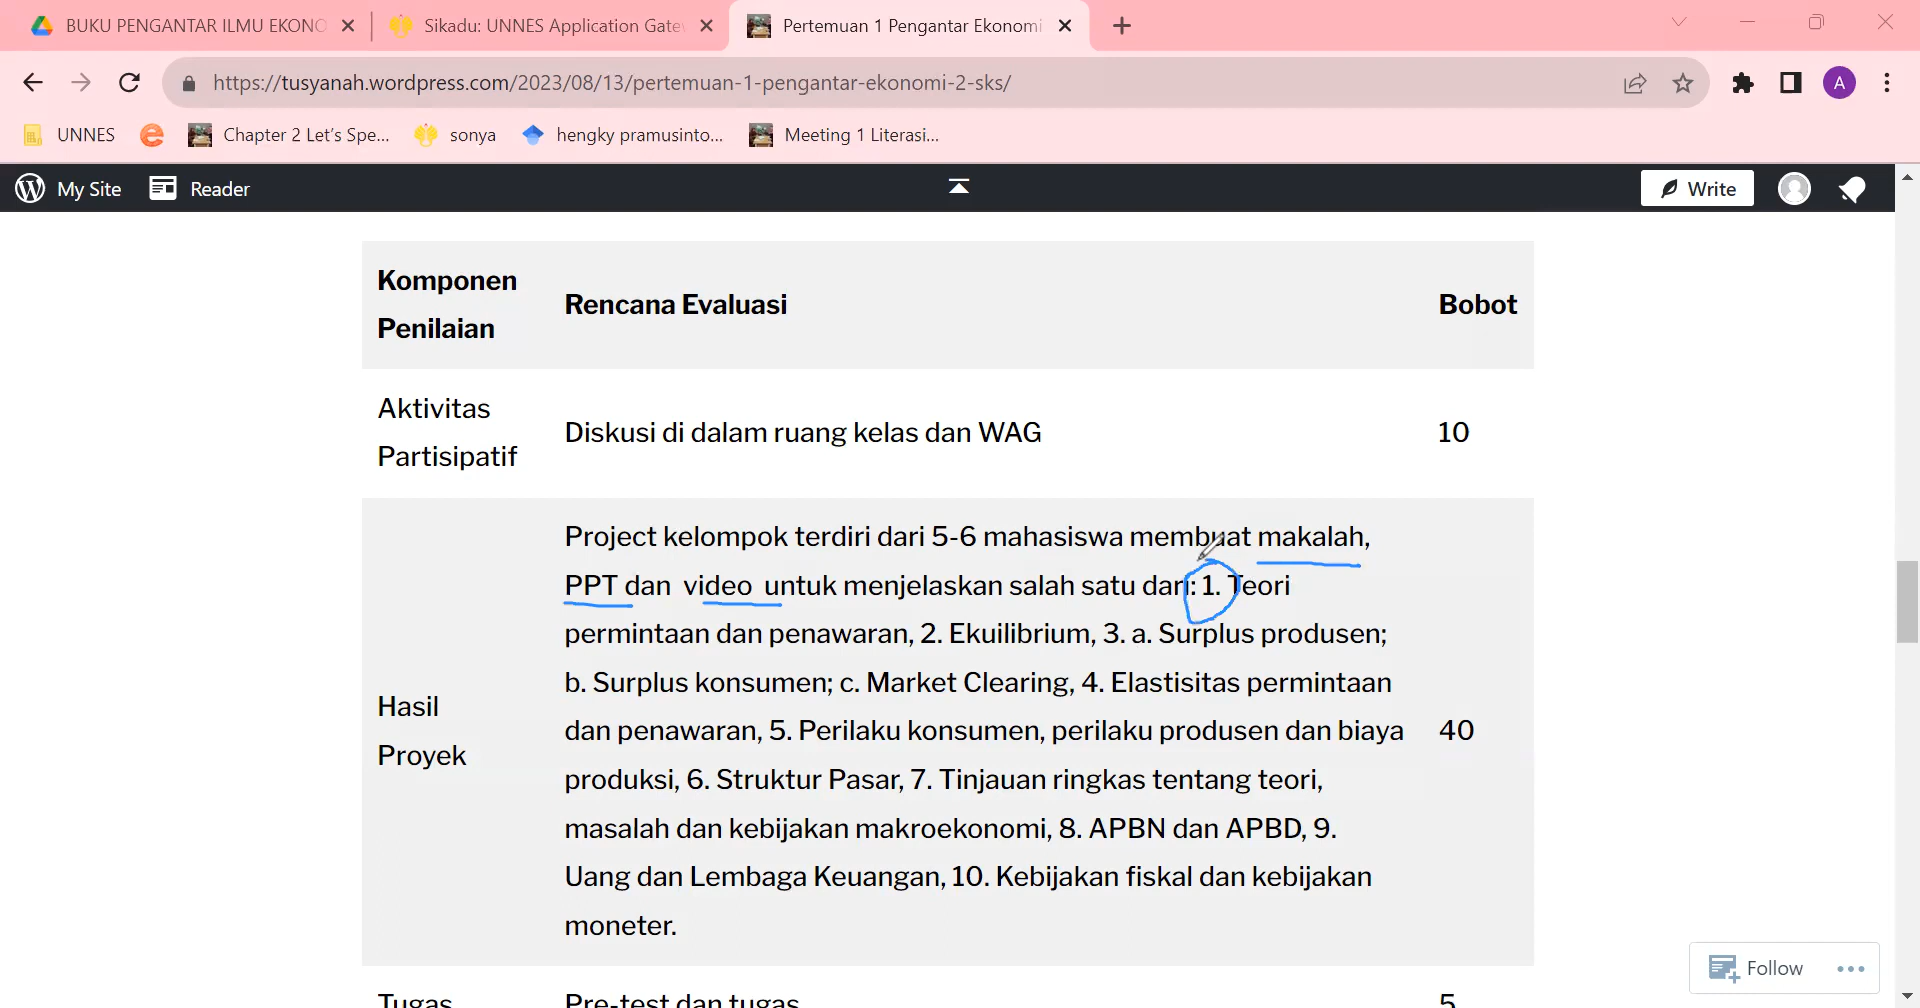 BUKU PENGANTAR ILMU EKONO
Sikadu: UNNES Application Gate
Pertemuan 1 Pengantar Ekonomi
https://tusyanah.wordpress.com/2023/08/13/pertemuan-1-pengantar-ekonomi-2-sks/
A
UNNES
Chapter 2 Let's Spe...
sonya
hengky pramusinto...
Meeting 1 Literasi...
My Site
Reader
Write
Komponen
Penilaian
Rencana Evaluasi
Bobot
Aktivitas
Partisipatif
Diskusi di dalam ruang kelas dan WAG
10
Hasil
Proyek
Project kelompok terdiri dari 5-6 mahasiswa membuat makalah,
PPT dan video untuk menjelaskan salah satu dari: 1. Teori
permintaan dan penawaran, 2. Ekuilibrium, 3. a. Surplus produsen;
b. Surplus konsumen; c. Market Clearing, 4. Elastisitas permintaan
dan penawaran, 5. Perilaku konsumen, perilaku produsen dan biaya
produksi, 6. Struktur Pasar, 7. Tinjauan ringkas tentang teori,
masalah dan kebijakan makroekonomi, 8. APBN dan APBD, 9.
Uang dan Lembaga Keuangan, 10. Kebijakan fiskal dan kebijakan
moneter.
40
Follow
Tugas
Pre-test dan tugas
5